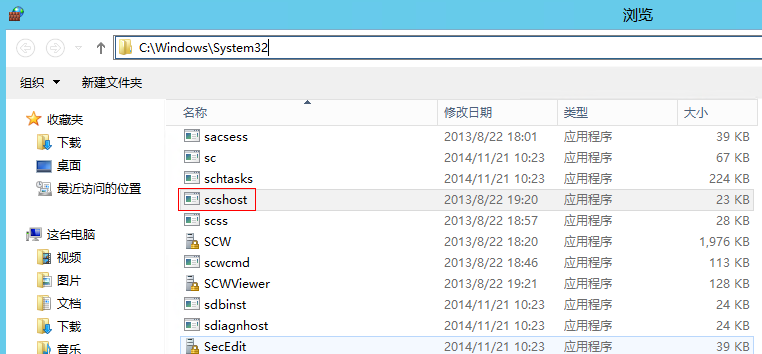 浏览
C:\Windows\System32
组织 新建文件夹
收藏夹
下载
桌面
最近访问的位置
这台电脑
视频
图片
文档
下载
音乐
名称 修改日期 类型 大小
sacsess 2013/8/22 18:01 应用程序 39 KB
sc 2014/11/21 10:23 应用程序 67 KB
schtasks 2014/11/21 10:23 应用程序 224 KB
scshost 2013/8/22 19:20 应用程序 23 KB
scss 2013/8/22 18:57 应用程序 28 KB
SCW 2013/8/22 18:20 应用程序 1,976 KB
scwcmd 2013/8/22 18:46 应用程序 113 KB
SCWViewer 2013/8/22 19:21 应用程序 128 KB
sdbinst 2014/11/21 10:23 应用程序 24 KB
sdiagnhost 2014/11/21 10:23 应用程序 24 KB
SecEdit 2014/11/21 10:23 应用程序 39 KB